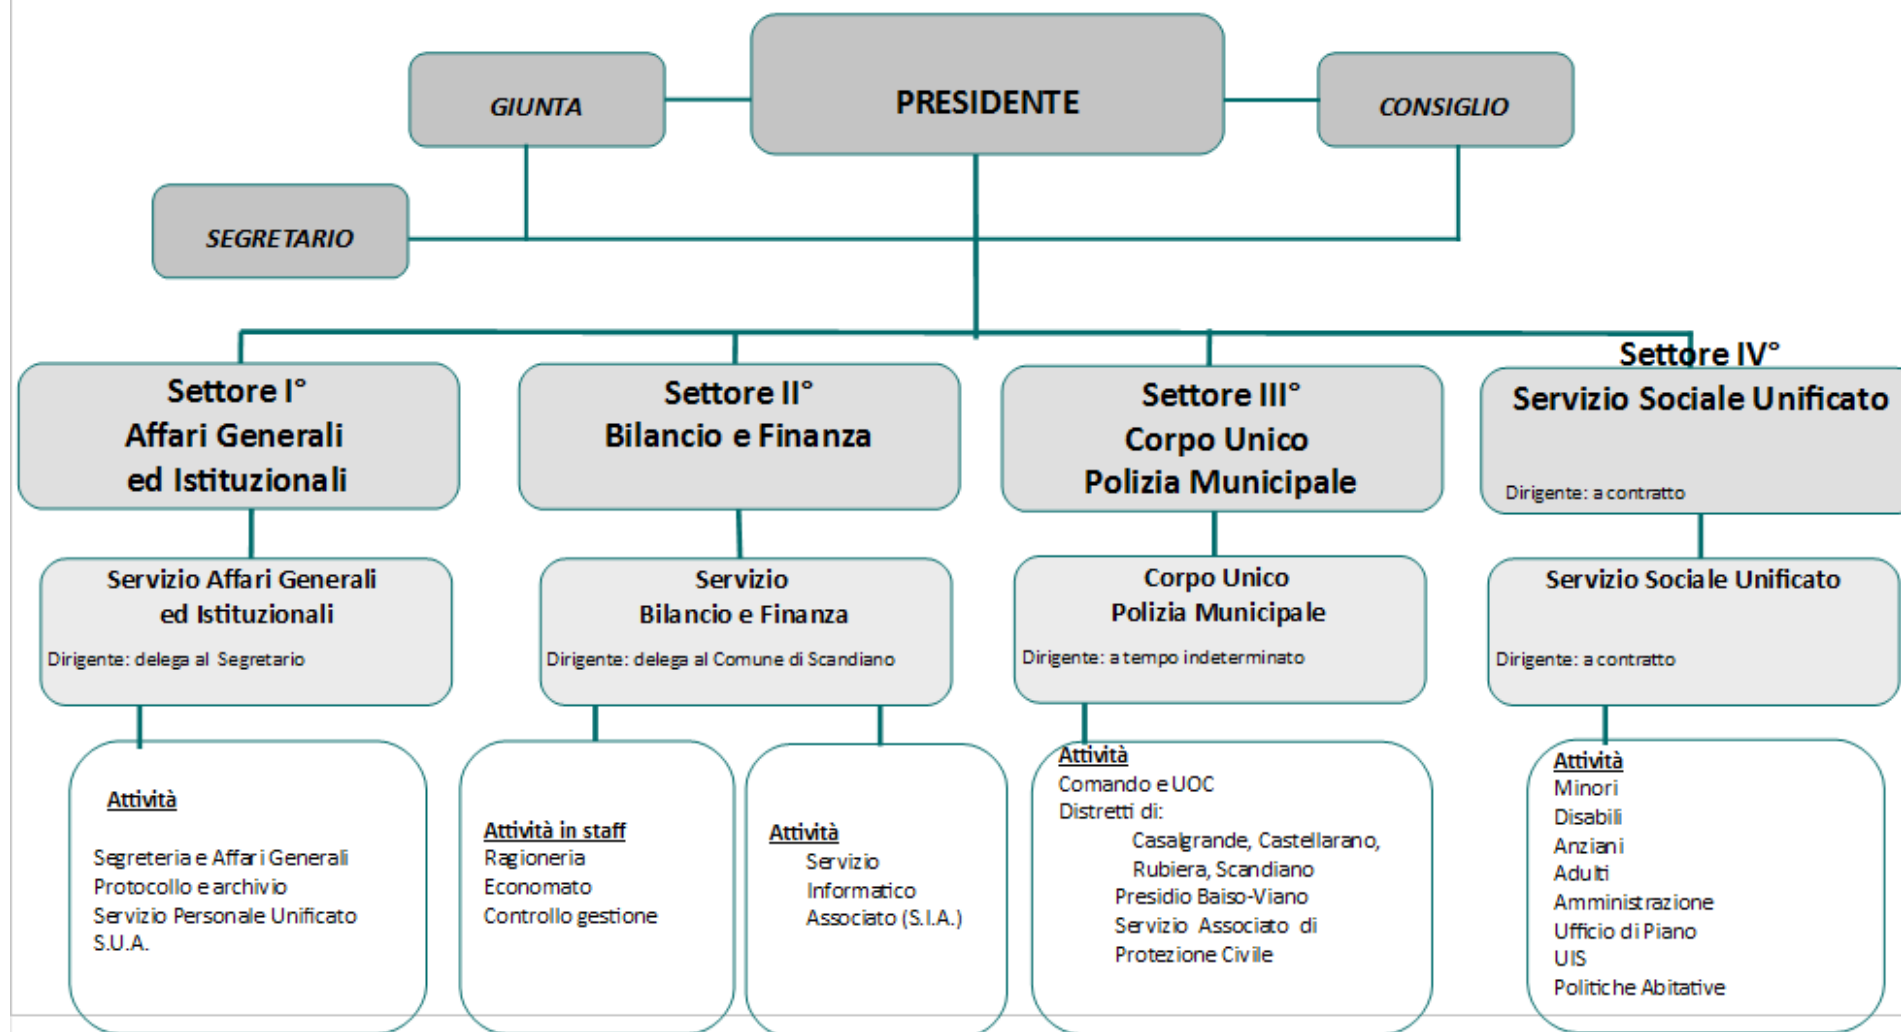 PRESIDENTE
GIUNTA
CONSIGLIO
SEGRETARIO
Settore I°
Affari Generali
ed Istituzionali
Settore II°
Bilancio e Finanza
Settore III°
Corpo Unico
Polizia Municipale
Settore IV°
Servizio Sociale Unificato
Dirigente: a contratto
Servizio Affari Generali
ed Istituzionali
Dirigente: delega al Segretario
Servizio
Bilancio e Finanza
Dirigente: delega al Comune di Scandiano
Corpo Unico
Polizia Municipale
Dirigente: a tempo indeterminato
Servizio Sociale Unificato
Dirigente: a contratto
Attività
Segreteria e Affari Generali
Protocollo e archivio
Servizio Personale Unificato
S.U.A.
Attività in staff
Ragioneria
Economato
Controllo gestione
Attività
Servizio
Informatico
Associato (S.I.A.)
Attività
Comando e UOC
Distretti di:
Casalgrande, Castellarano,
Rubiera, Scandiano
Presidio Baiso-Viano
Servizio Associato di
Protezione Civile
Attività
Minori
Disabili
Anziani
Adulti
Amministrazione
Ufficio di Piano
UIS
Politiche Abitative